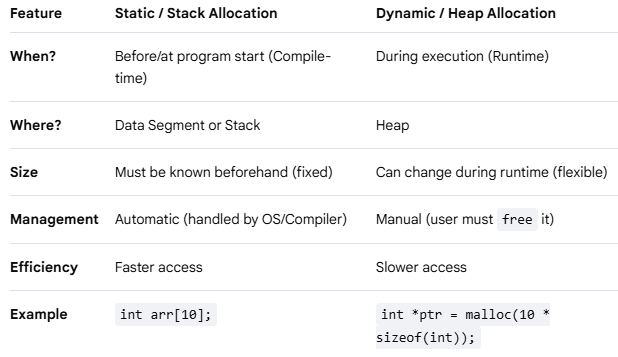 Feature Static / Stack Allocation Dynamic / Heap Allocation
When? Before/at program start (Compile- During execution (Runtime)
time)
Where? Data Segment or Stack Heap
Size Must be known beforehand (fixed) Can change during runtime (flexible)
Management Automatic (handled by OS/Compiler) Manual (user must free it)
Efficiency Faster access Slower access
Example int arr[10]; int *ptr = malloc(10 *
sizeof(int));